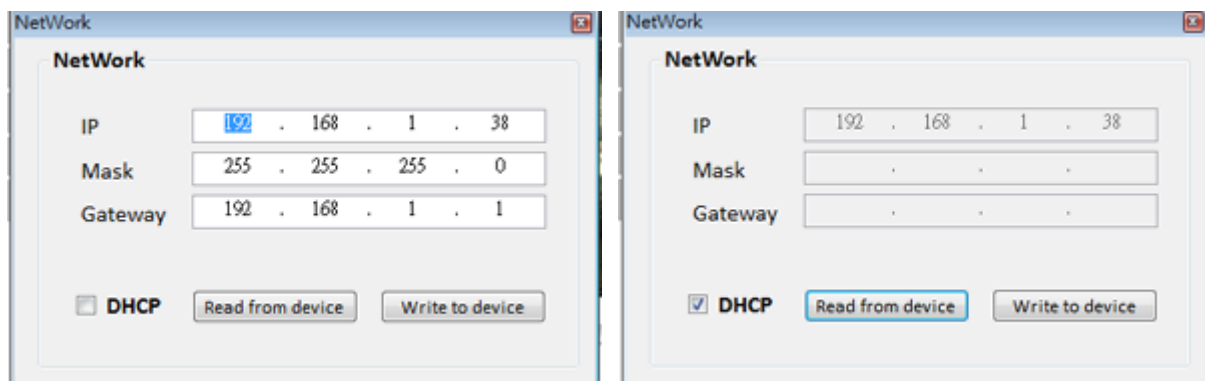 NetWork
NetWork
IP 192 . 168 . 1 . 38
Mask 255 . 255 . 255 . 0
Gateway 192 . 168 . 1 . 1
DHCP Read from device Write to device
NetWork
NetWork
IP 192 . 168 . 1 . 38
Mask . . .
Gateway . . .
DHCP Read from device Write to device